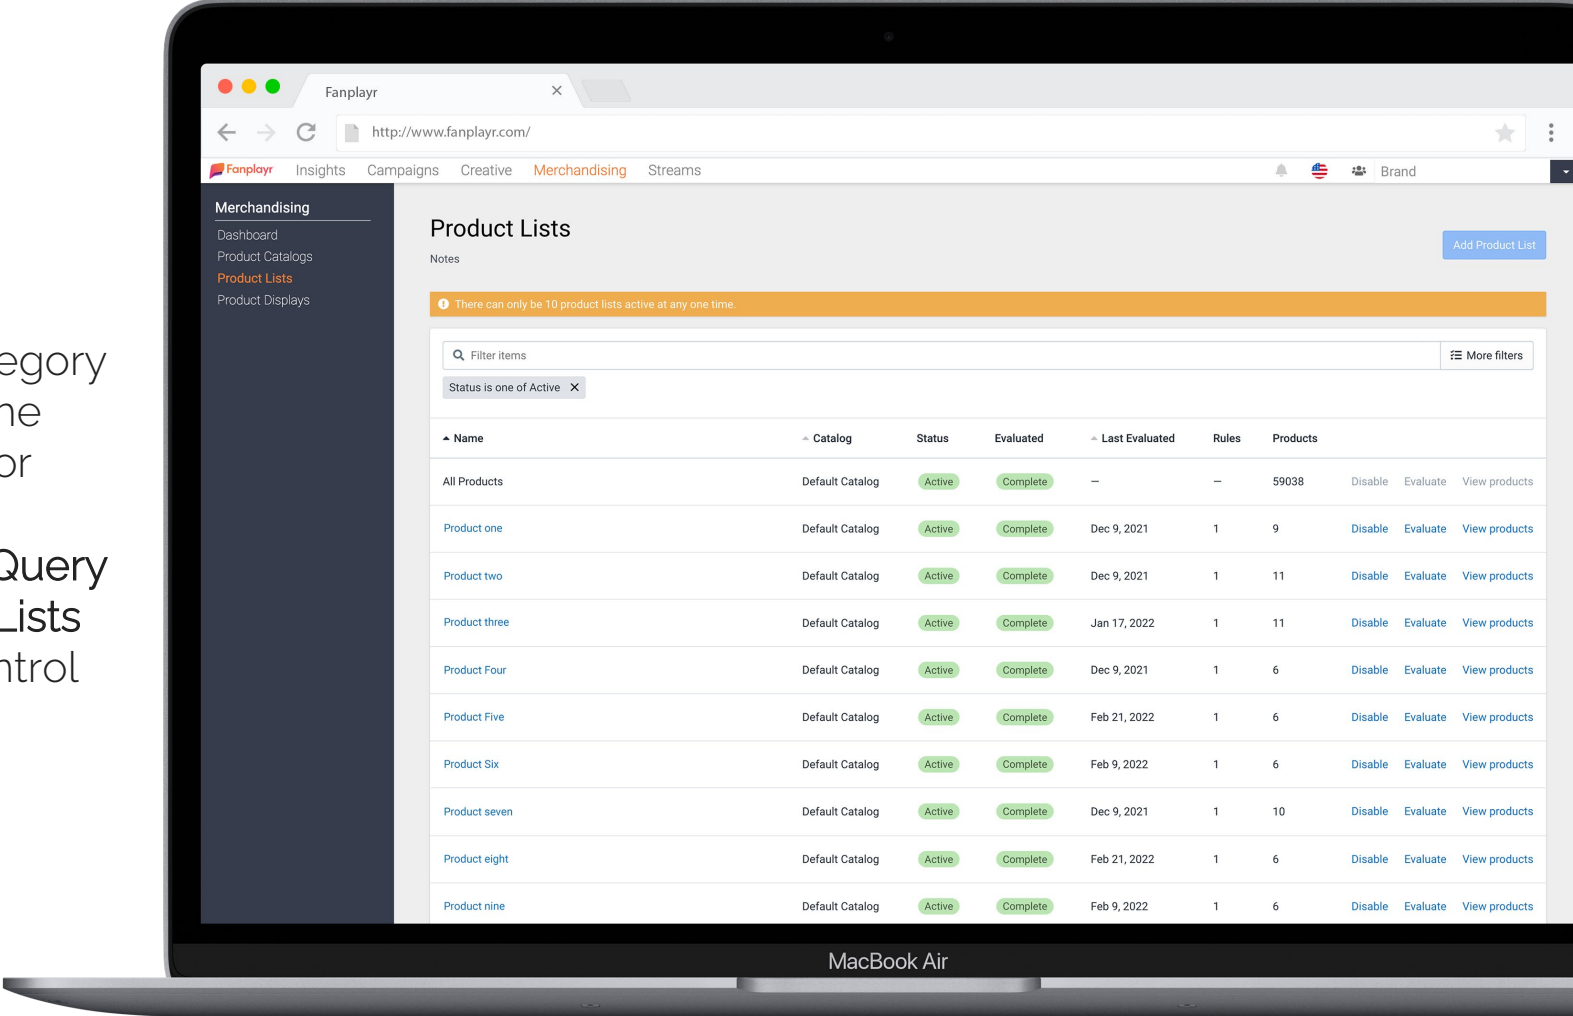 egory
ne
or
Query
Lists
ntrol
Fanplayr
http://www.fanplayr.com/
Fanplayr Insights Campaigns Creative Merchandising Streams Brand
Merchandising
Dashboard
Product Catalogs
Product Lists
Product Displays
Product Lists
Notes
Add Product List
There can only be 10 product lists active at any one time.
Filter items More filters
Status is one of Active
Name Catalog Status Evaluated Last Evaluated Rules Products
All Products Default Catalog Active Complete – – 59038 Disable Evaluate View products
Product one Default Catalog Active Complete Dec 9, 2021 1 9 Disable Evaluate View products
Product two Default Catalog Active Complete Dec 9, 2021 1 11 Disable Evaluate View products
Product three Default Catalog Active Complete Jan 17, 2022 1 11 Disable Evaluate View products
Product Four Default Catalog Active Complete Dec 9, 2021 1 6 Disable Evaluate View products
Product Five Default Catalog Active Complete Feb 21, 2022 1 6 Disable Evaluate View products
Product Six Default Catalog Active Complete Feb 9, 2022 1 6 Disable Evaluate View products
Product seven Default Catalog Active Complete Dec 9, 2021 1 10 Disable Evaluate View products
Product eight Default Catalog Active Complete Feb 21, 2022 1 6 Disable Evaluate View products
Product nine Default Catalog Active Complete Feb 9, 2022 1 6 Disable Evaluate View products
MacBook Air